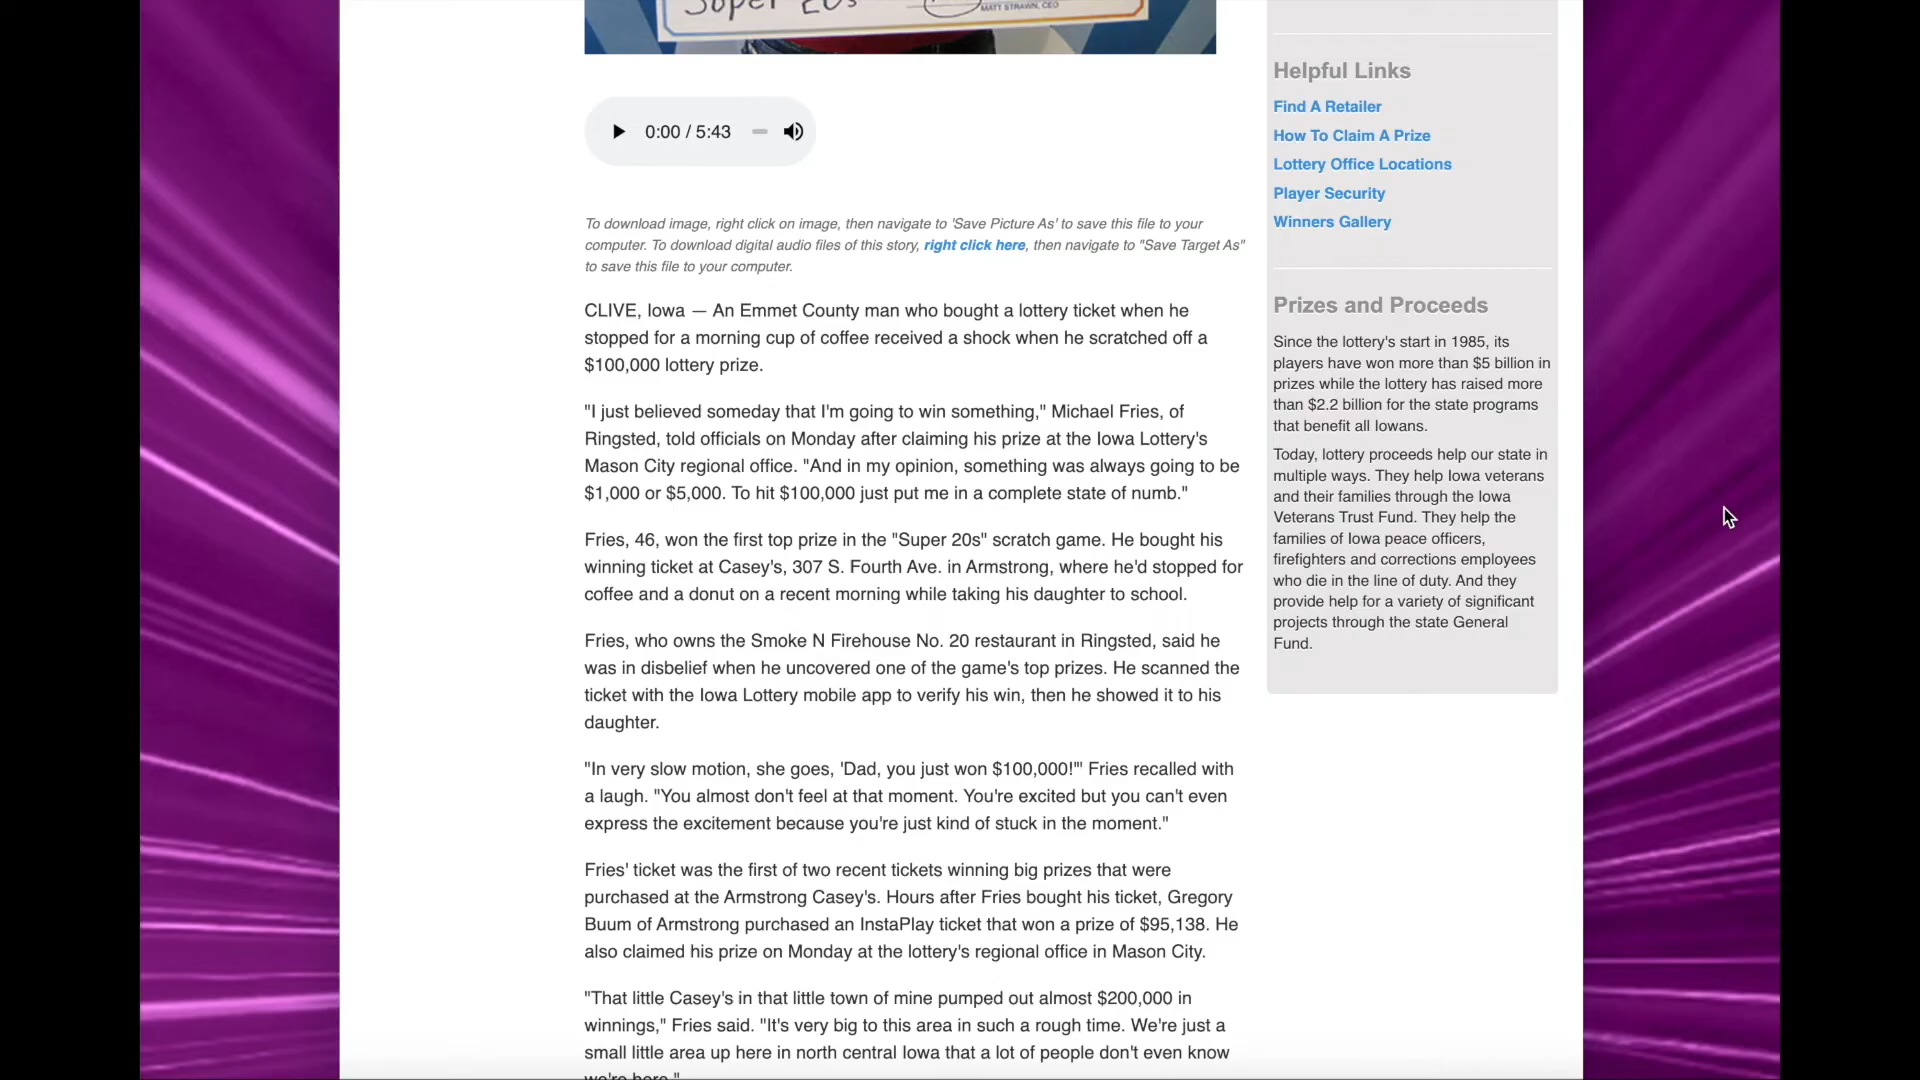 Super 20s
MATT STRAWN, CEO
0:00 / 5:43
To download image, right click on image, then navigate to 'Save Picture As' to save this file to your
computer. To download digital audio files of this story, right click here, then navigate to "Save Target As"
to save this file to your computer.
CLIVE, Iowa — An Emmet County man who bought a lottery ticket when he
stopped for a morning cup of coffee received a shock when he scratched off a
$100,000 lottery prize.
"I just believed someday that I'm going to win something," Michael Fries, of
Ringsted, told officials on Monday after claiming his prize at the Iowa Lottery's
Mason City regional office. "And in my opinion, something was always going to be
$1,000 or $5,000. To hit $100,000 just put me in a complete state of numb."
Fries, 46, won the first top prize in the "Super 20s" scratch game. He bought his
winning ticket at Casey's, 307 S. Fourth Ave. in Armstrong, where he'd stopped for
coffee and a donut on a recent morning while taking his daughter to school.
Fries, who owns the Smoke N Firehouse No. 20 restaurant in Ringsted, said he
was in disbelief when he uncovered one of the game's top prizes. He scanned the
ticket with the Iowa Lottery mobile app to verify his win, then he showed it to his
daughter.
"In very slow motion, she goes, 'Dad, you just won $100,000!'" Fries recalled with
a laugh. "You almost don't feel at that moment. You're excited but you can't even
express the excitement because you're just kind of stuck in the moment."
Fries' ticket was the first of two recent tickets winning big prizes that were
purchased at the Armstrong Casey's. Hours after Fries bought his ticket, Gregory
Buum of Armstrong purchased an InstaPlay ticket that won a prize of $95,138. He
also claimed his prize on Monday at the lottery's regional office in Mason City.
"That little Casey's in that little town of mine pumped out almost $200,000 in
winnings," Fries said. "It's very big to this area in such a rough time. We're just a
small little area up here in north central Iowa that a lot of people don't even know
we're here."
Helpful Links
Find A Retailer
How To Claim A Prize
Lottery Office Locations
Player Security
Winners Gallery
Prizes and Proceeds
Since the lottery's start in 1985, its
players have won more than $5 billion in
prizes while the lottery has raised more
than $2.2 billion for the state programs
that benefit all Iowans.
Today, lottery proceeds help our state in
multiple ways. They help Iowa veterans
and their families through the Iowa
Veterans Trust Fund. They help the
families of Iowa peace officers,
firefighters and corrections employees
who die in the line of duty. And they
provide help for a variety of significant
projects through the state General
Fund.